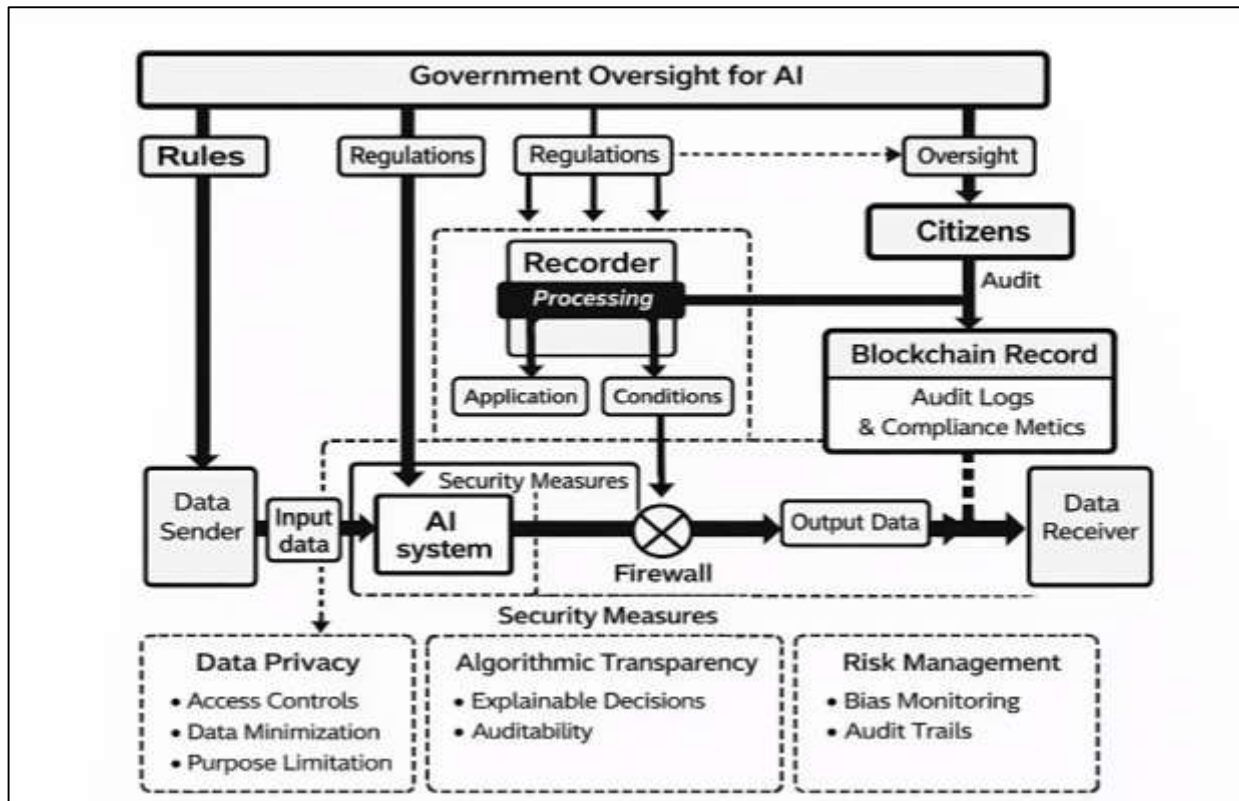 Government Oversight for AI
Rules
Regulations
Regulations
Oversight
Citizens
Audit
Recorder
Processing
Application
Conditions
Blockchain Record
Audit Logs
& Compliance Metics
Security Measures
Data
Sender
Input
data
AI
system
Firewall
Output Data
Data
Receiver
Security Measures
Data Privacy
• Access Controls
• Data Minimization
• Purpose Limitation
Algorithmic Transparency
• Explainable Decisions
• Auditability
Risk Management
• Bias Monitoring
• Audit Trails